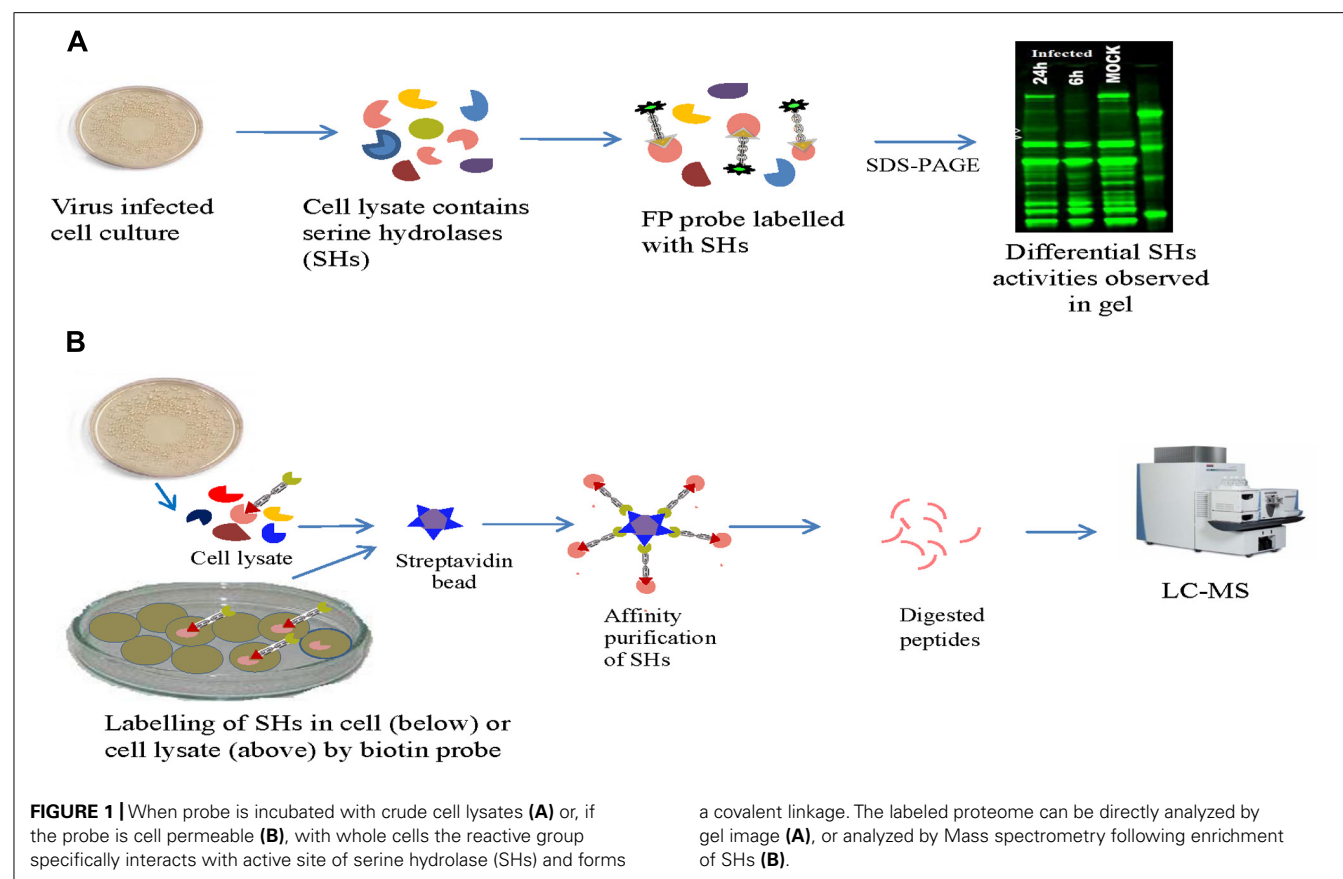 A
Infected
24h
6h
MOCK
SDS-PAGE
Virus infected
cell culture
Cell lysate contains
serine hydrolases
(SHs)
FP probe labelled
with SHs
Differential SHs
activities observed
in gel
B
Cell lysate
Streptavidin
bead
Affinity
purification
of SHs
Digested
peptides
LC-MS
Labelling of SHs in cell (below) or
cell lysate (above) by biotin probe
FIGURE 1 | When probe is incubated with crude cell lysates (A) or, if
the probe is cell permeable (B), with whole cells the reactive group
specifically interacts with active site of serine hydrolase (SHs) and forms
a covalent linkage. The labeled proteome can be directly analyzed by
gel image (A), or analyzed by Mass spectrometry following enrichment
of SHs (B).